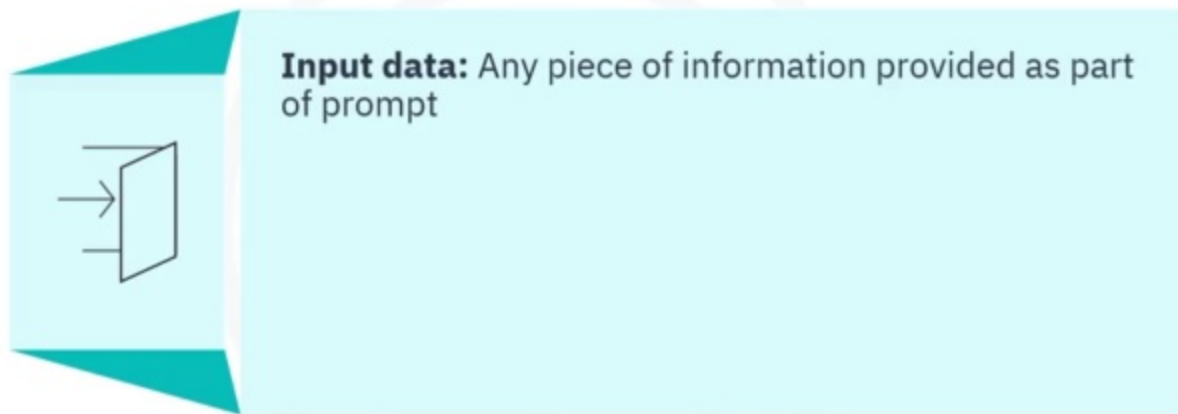 Input data: Any piece of information provided as part
of prompt